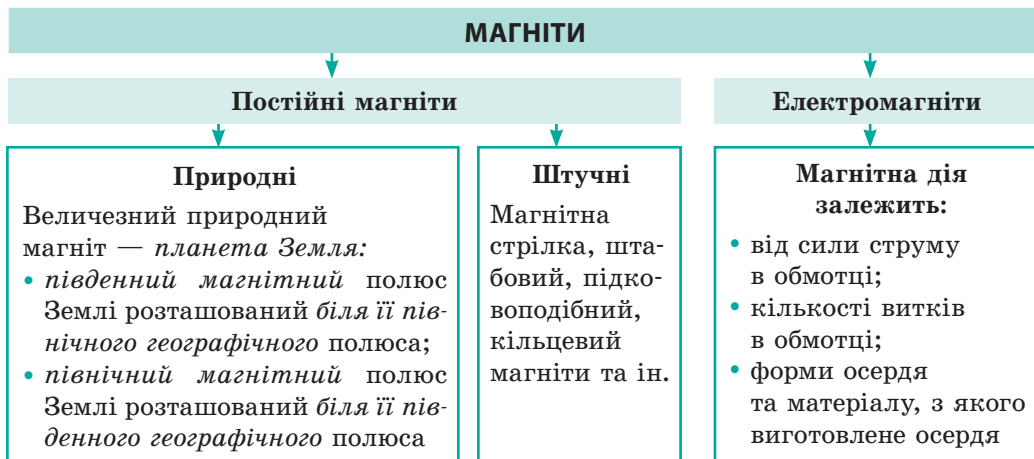 МАГНІТИ
Постійні магніти
Електромагніти
Природні
Величезний природний
магніт — планета Земля:
• південний магнітний полюс
Землі розташований біля її пів-
нічного географічного полюса;
• північний магнітний полюс
Землі розташований біля її пів-
денного географічного полюса
Штучні
Магнітна
стрілка, шта-
бовий, підко-
воподібний,
кільцевий
магніти та ін.
Магнітна дія
залежить:
• від сили струму
в обмотці;
• кількості витків
в обмотці;
• форми осердя
та матеріалу, з якого
виготовлене осердя